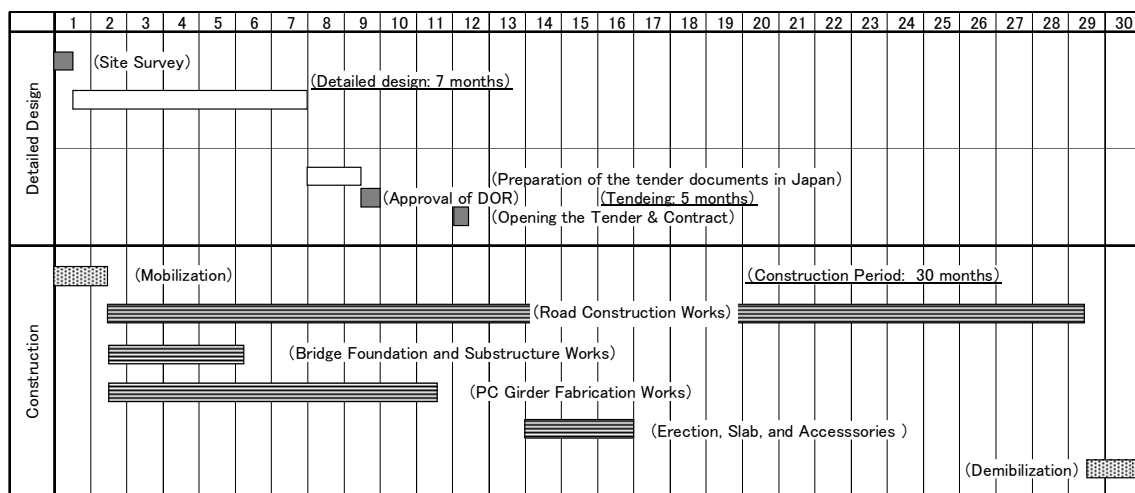 1 2 3 4 5 6 7 8 9 10 11 12 13 14 15 16 17 18 19 20 21 22 23 24 25 26 27 28 29 30
Detailed Design
(Site Survey)
(Detailed design: 7 months)
(Preparation of the tender documents in Japan)
(Approval of DOR) (Tendeing: 5 months)
(Opening the Tender & Contract)
Construction
(Mobilization) (Construction Period: 30 months)
(Road Construction Works)
(Bridge Foundation and Substructure Works)
(PC Girder Fabrication Works)
(Erection, Slab, and Accesssories )
(Demibilization)